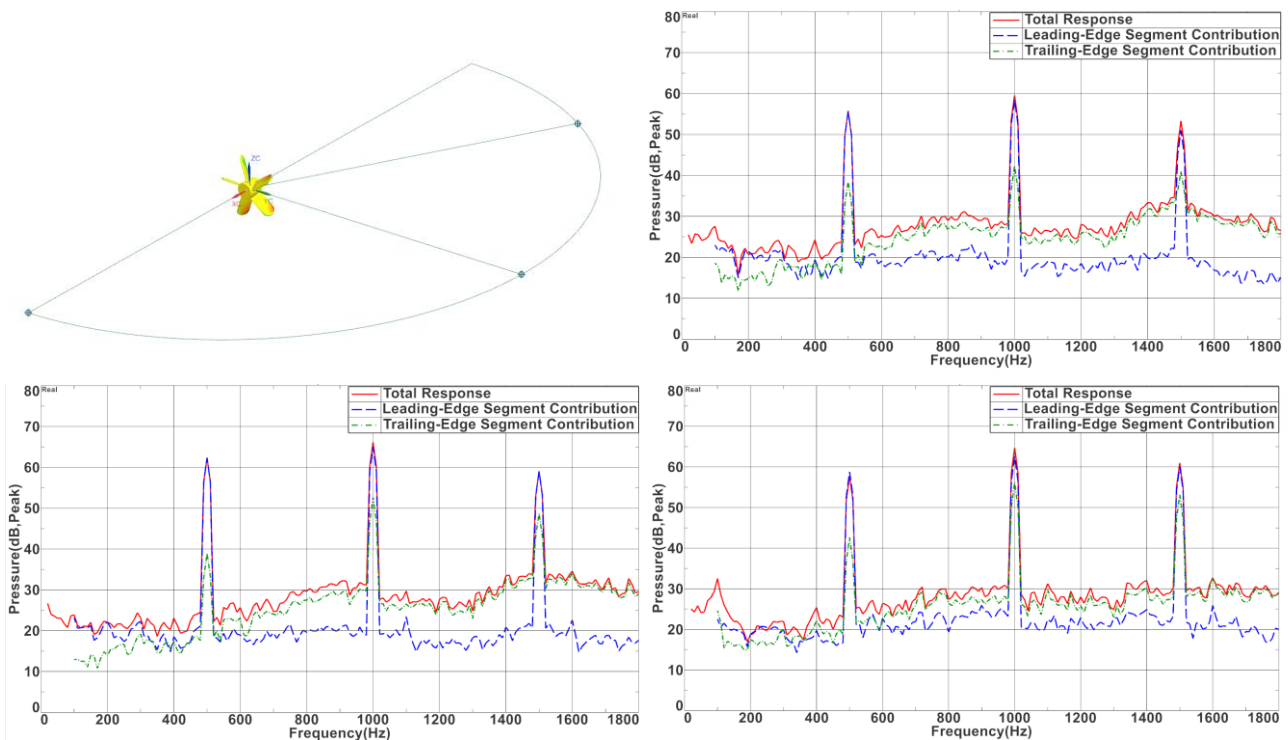 ZC
Real
Total Response
Leading-Edge Segment Contribution
Trailing-Edge Segment Contribution
Pressure(dB,Peak)
80
70
60
50
40
30
20
10
0
0 200 400 600 800 1000 1200 1400 1600 1800
Frequency(Hz)
Real
Total Response
Leading-Edge Segment Contribution
Trailing-Edge Segment Contribution
Pressure(dB,Peak)
80
70
60
50
40
30
20
10
0
0 200 400 600 800 1000 1200 1400 1600 1800
Frequency(Hz)
Real
Total Response
Leading-Edge Segment Contribution
Trailing-Edge Segment Contribution
Pressure(dB,Peak)
80
70
60
50
40
30
20
10
0
0 200 400 600 800 1000 1200 1400 1600 1800
Frequency(Hz)